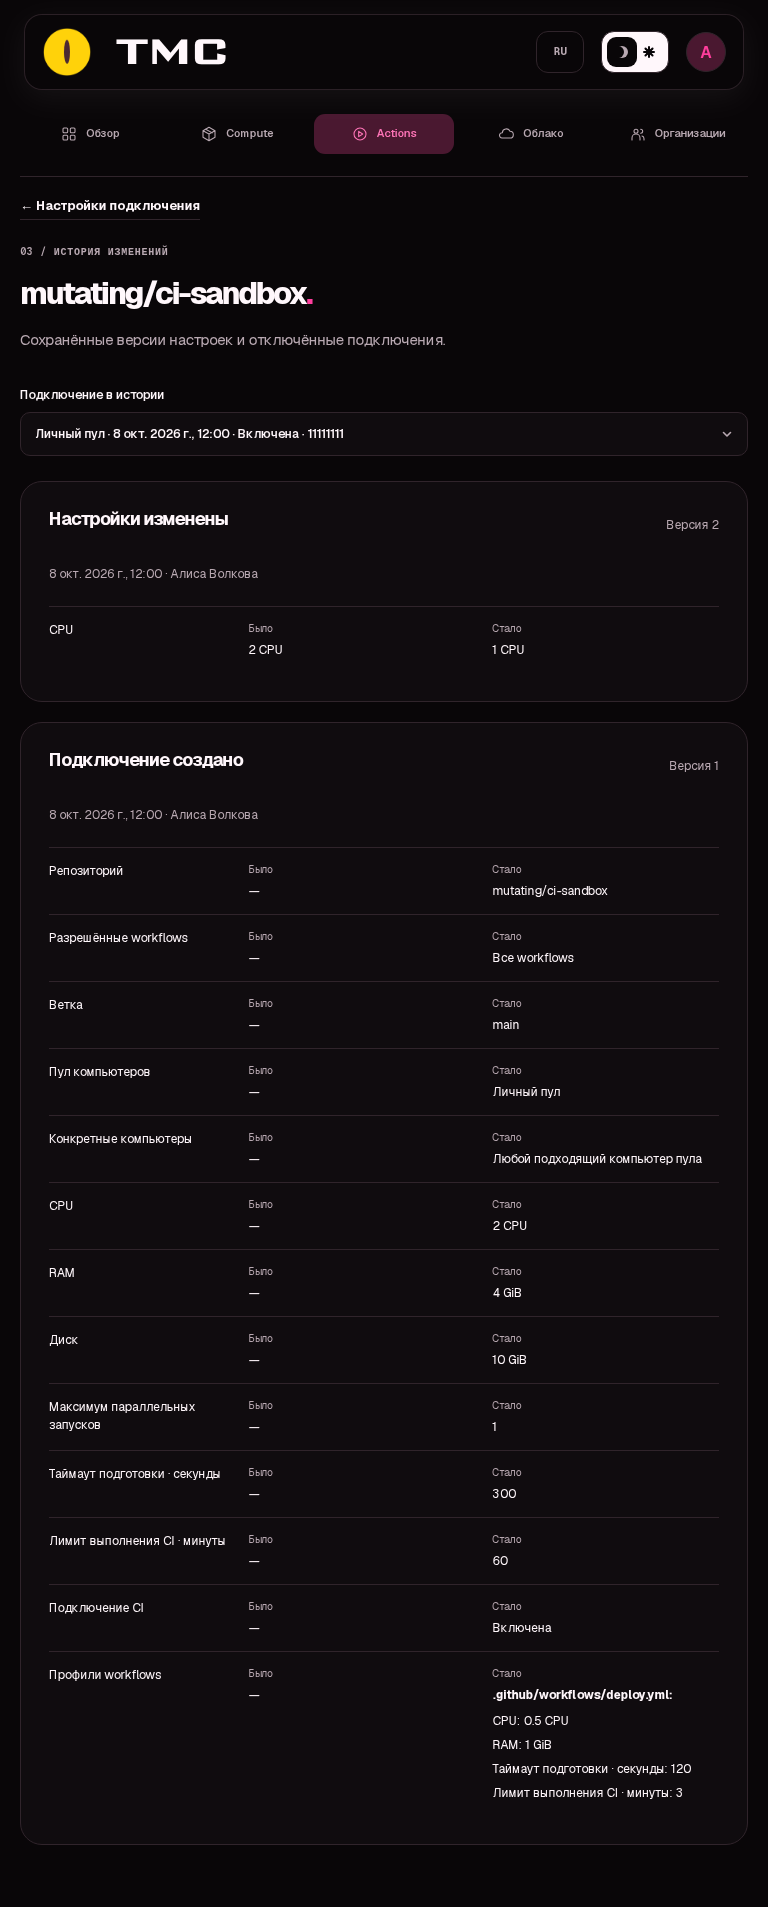 TMC
RU
A
Обзор
Compute
Actions
Облако
Организации
← Настройки подключения
03 / ИСТОРИЯ ИЗМЕНЕНИЙ
mutating/ci-sandbox.
Сохранённые версии настроек и отключённые подключения.
Подключение в истории
Личный пул · 8 окт. 2026 г., 12:00 · Включена · 11111111
Настройки изменены
Версия 2
8 окт. 2026 г., 12:00 · Алиса Волкова
CPU
Было
2 CPU
Стало
1 CPU
Подключение создано
Версия 1
8 окт. 2026 г., 12:00 · Алиса Волкова
Репозиторий
Было
—
Стало
mutating/ci-sandbox
Разрешённые workflows
Было
—
Стало
Все workflows
Ветка
Было
—
Стало
main
Пул компьютеров
Было
—
Стало
Личный пул
Конкретные компьютеры
Было
—
Стало
Любой подходящий компьютер пула
CPU
Было
—
Стало
2 CPU
RAM
Было
—
Стало
4 GiB
Диск
Было
—
Стало
10 GiB
Максимум параллельных
запусков
Было
—
Стало
1
Таймаут подготовки · секунды
Было
—
Стало
300
Лимит выполнения CI · минуты
Было
—
Стало
60
Подключение CI
Было
—
Стало
Включена
Профили workflows
Было
—
Стало
.github/workflows/deploy.yml:
CPU: 0.5 CPU
RAM: 1 GiB
Таймаут подготовки · секунды: 120
Лимит выполнения CI · минуты: 3